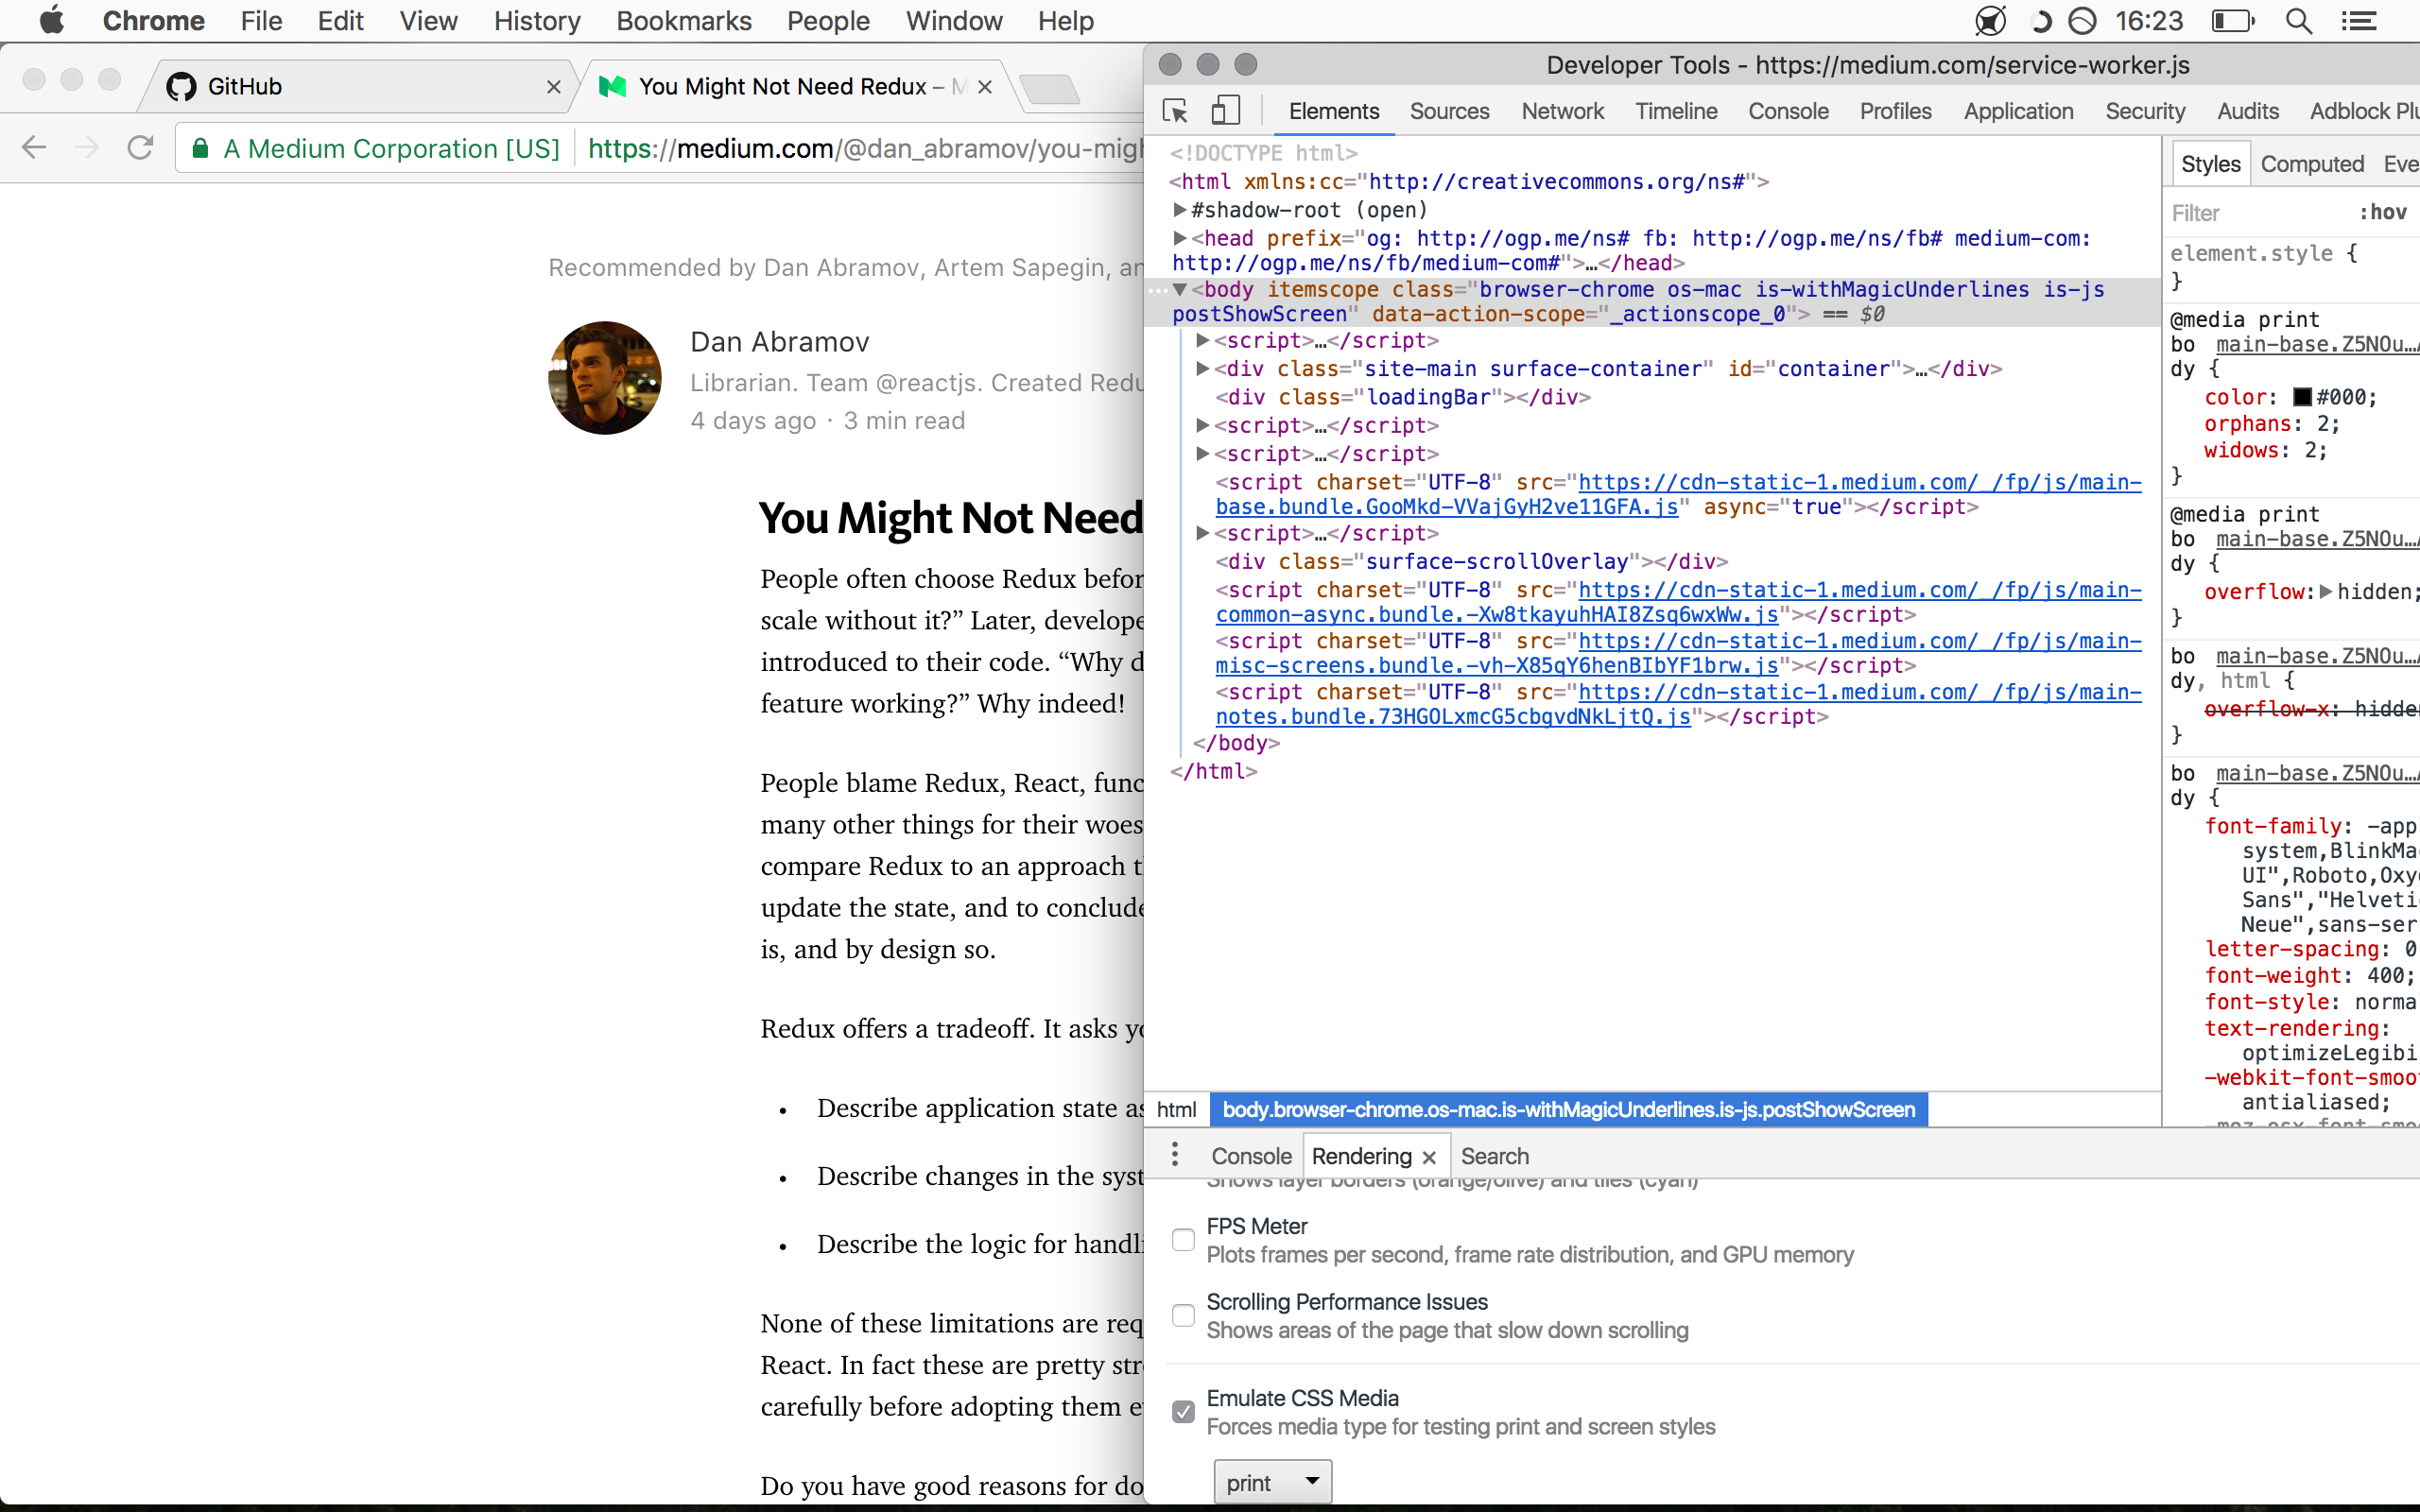 Chrome File Edit View History Bookmarks People Window Help 16:23
GitHub
You Might Not Need Redux –
A Medium Corporation [US] https://medium.com/@dan_abramov/you-migh
Recommended by Dan Abramov, Artem Sapegin, an
Dan Abramov
Librarian. Team @reactjs. Created Redu
4 days ago · 3 min read
You Might Not Need
People often choose Redux befor
scale without it?” Later, develope
introduced to their code. “Why d
feature working?” Why indeed!
People blame Redux, React, func
many other things for their woes
compare Redux to an approach t
update the state, and to conclude
is, and by design so.
Redux offers a tradeoff. It asks yo
• Describe application state as
• Describe changes in the syst
• Describe the logic for handli
None of these limitations are req
React. In fact these are pretty str
carefully before adopting them e
Do you have good reasons for do
Developer Tools - https://medium.com/service-worker.js
Elements Sources Network Timeline Console Profiles Application Security Audits Adblock Plu
<!DOCTYPE html>
<html xmlns:cc="http://creativecommons.org/ns#">
▶#shadow-root (open)
▶<head prefix="og: http://ogp.me/ns# fb: http://ogp.me/ns/fb# medium-com:
http://ogp.me/ns/fb/medium-com#">…</head>
…▼<body itemscope class="browser-chrome os-mac is-withMagicUnderlines is-js
postShowScreen" data-action-scope="_actionscope_0"> == $0
▶<script>…</script>
▶<div class="site-main surface-container" id="container">…</div>
<div class="loadingBar"></div>
▶<script>…</script>
▶<script>…</script>
<script charset="UTF-8" src="https://cdn-static-1.medium.com/_/fp/js/main-
base.bundle.GooMkd-VVajGyH2ve11GFA.js" async="true"></script>
▶<script>…</script>
<div class="surface-scrollOverlay"></div>
<script charset="UTF-8" src="https://cdn-static-1.medium.com/_/fp/js/main-
common-async.bundle.-Xw8tkayuhHAI8Zsq6wxWw.js"></script>
<script charset="UTF-8" src="https://cdn-static-1.medium.com/_/fp/js/main-
misc-screens.bundle.-vh-X85qY6henBIbYF1brw.js"></script>
<script charset="UTF-8" src="https://cdn-static-1.medium.com/_/fp/js/main-
notes.bundle.73HGOLxmcG5cbqvdNkLjtQ.js"></script>
</body>
</html>
html body.browser-chrome.os-mac.is-withMagicUnderlines.is-js.postShowScreen
Styles Computed Eve
Filter :hov
element.style {
}
@media print
bo main-base.Z5NOu…
dy {
color: #000;
orphans: 2;
widows: 2;
}
@media print
bo main-base.Z5NOu…
dy {
overflow:▶hidden;
}
bo main-base.Z5NOu…
dy, html {
overflow-x: hidde
}
bo main-base.Z5NOu…
dy {
font-family: -app
system,BlinkMa
UI",Roboto,Oxy
Sans","Helveti
Neue",sans-ser
letter-spacing: 0
font-weight: 400;
font-style: norma
text-rendering:
optimizeLegibi
-webkit-font-smoo
antialiased;
-moz-osx-font-smo
Console Rendering Search
Shows layer borders (orange/olive) and tiles (cyan)
FPS Meter
Plots frames per second, frame rate distribution, and GPU memory
Scrolling Performance Issues
Shows areas of the page that slow down scrolling
Emulate CSS Media
Forces media type for testing print and screen styles
print